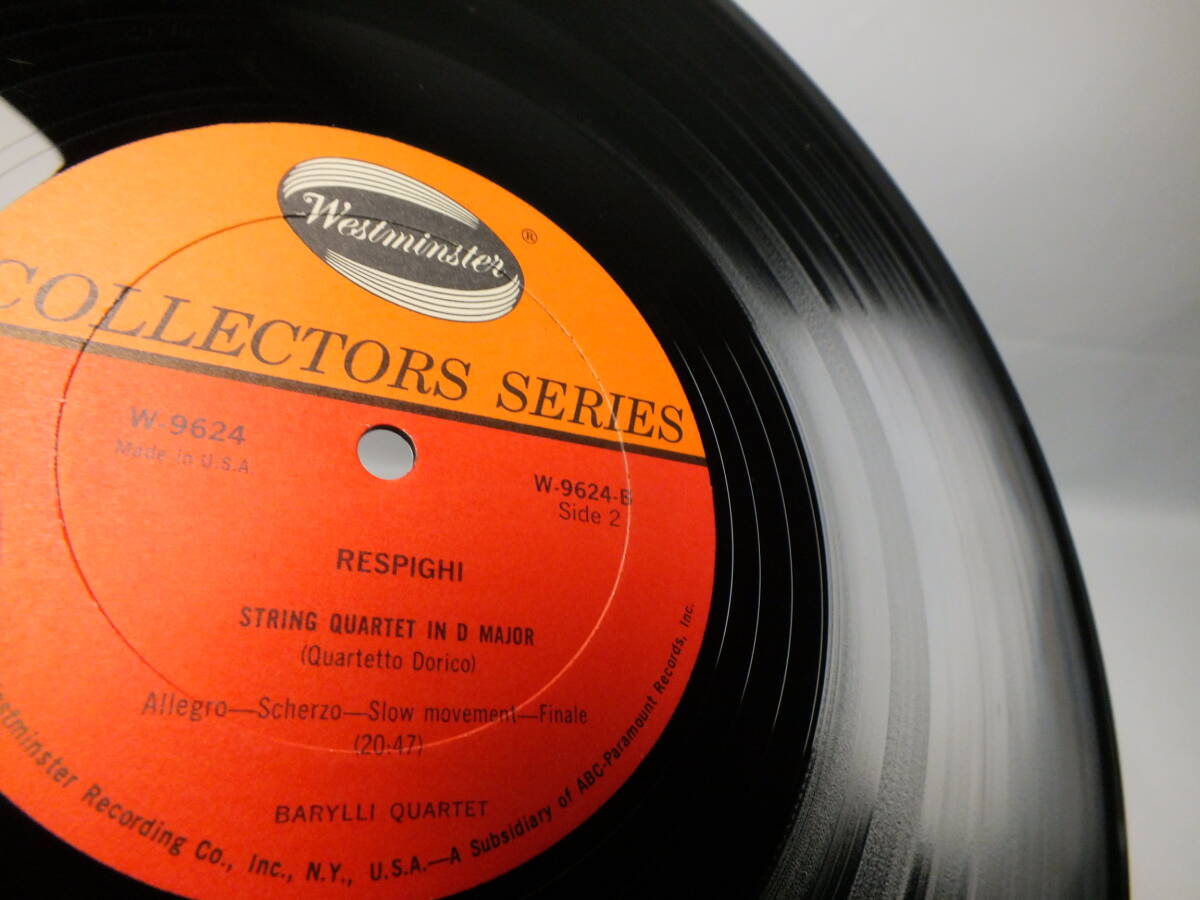 Westminster ®
COLLECTORS SERIES
W-9624
Made in U.S.A.
W-9624-B
Side 2
RESPIGHI
STRING QUARTET IN D MAJOR
(Quartetto Dorico)
Allegro—Scherzo—Slow movement—Finale
(20:47)
BARYLLI QUARTET
Westminster Recording Co., Inc., N.Y., U.S.A.—A Subsidiary of ABC-Paramount Records, Inc.